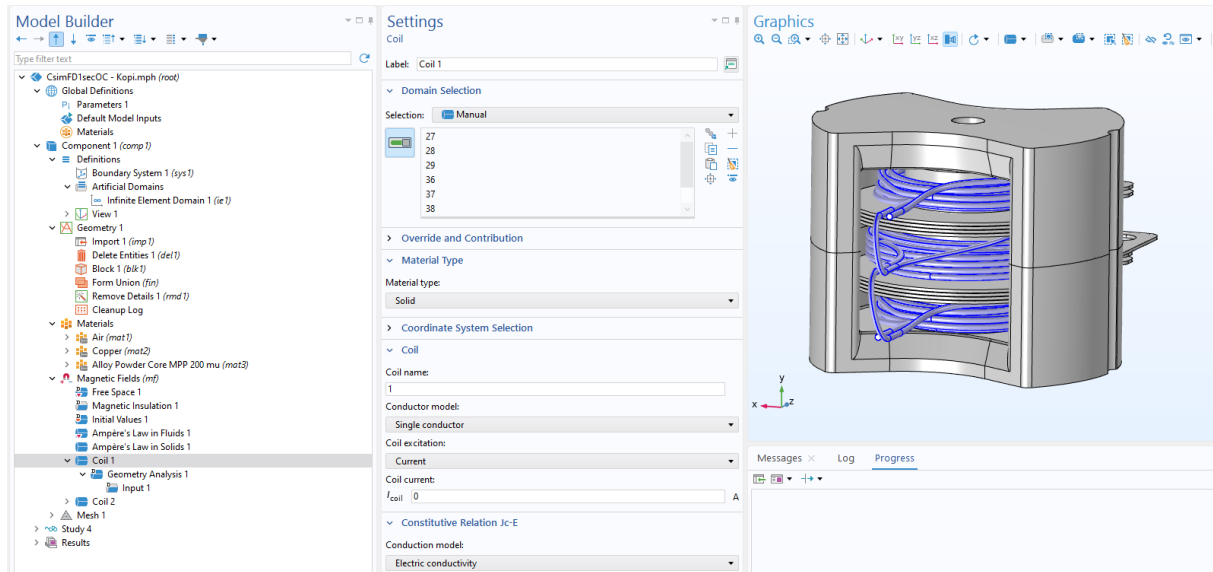 Model Builder
Type filter text
CsimFD1secOC - Kopi.mph (root)
Global Definitions
Pi Parameters 1
Default Model Inputs
Materials
Component 1 (comp1)
Definitions
Boundary System 1 (sys1)
Artificial Domains
Infinite Element Domain 1 (ie1)
View 1
Geometry 1
Import 1 (imp1)
Delete Entities 1 (del1)
Block 1 (blk1)
Form Union (fin)
Remove Details 1 (rmd1)
Cleanup Log
Materials
Air (mat1)
Copper (mat2)
Alloy Powder Core MPP 200 mu (mat3)
Magnetic Fields (mf)
Free Space 1
Magnetic Insulation 1
Initial Values 1
Ampère's Law in Fluids 1
Ampère's Law in Solids 1
Coil 1
Geometry Analysis 1
Input 1
Coil 2
Mesh 1
Study 4
Results
Settings
Coil
Label: Coil 1
Domain Selection
Selection: Manual
27
28
29
36
37
38
Override and Contribution
Material Type
Material type:
Solid
Coordinate System Selection
Coil
Coil name:
1
Conductor model:
Single conductor
Coil excitation:
Current
Coil current:
Icoil 0 A
Constitutive Relation Jc-E
Conduction model:
Electric conductivity
Graphics
xy yz xz
y
x z
Messages Log Progress